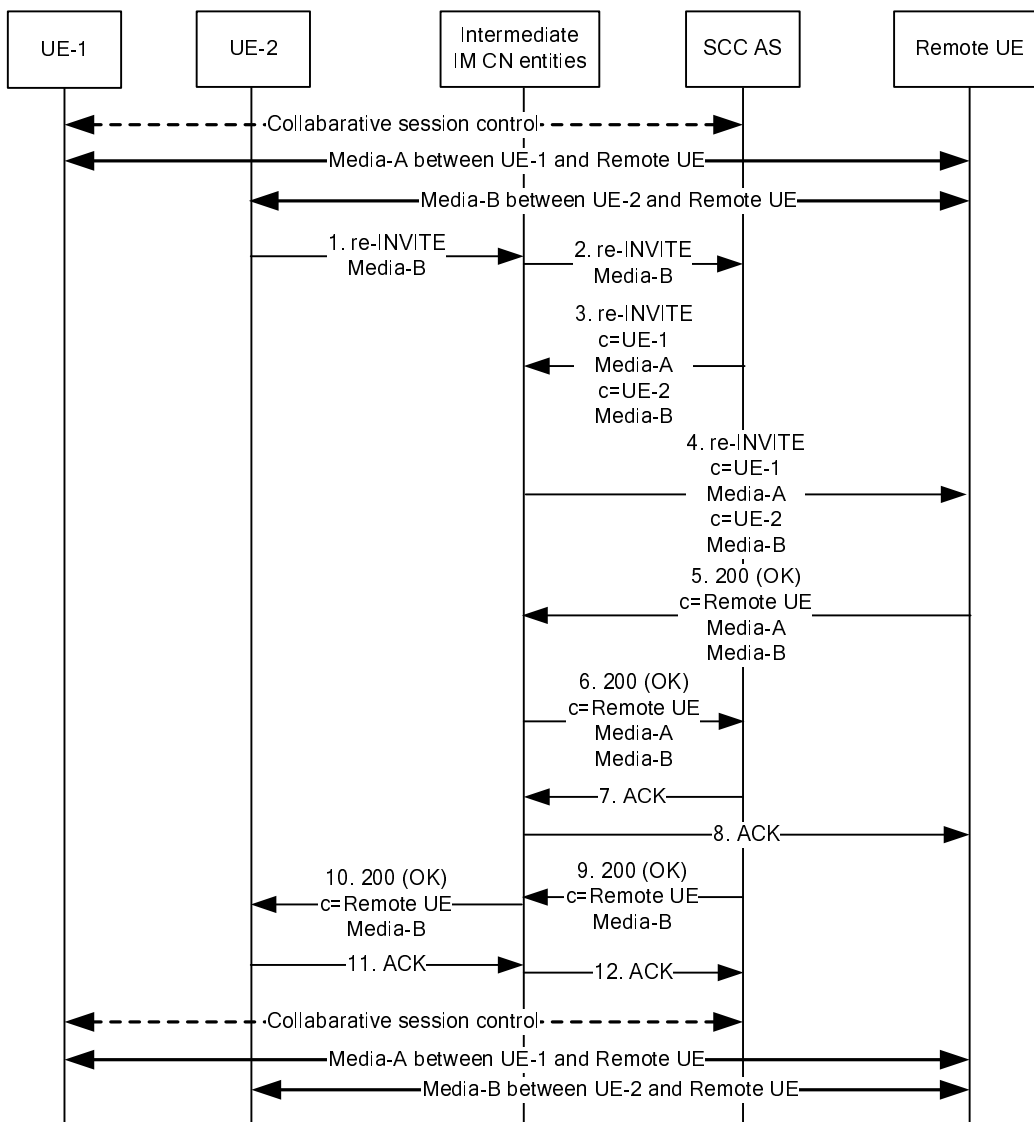 UE-1
UE-2
Intermediate
IM CN entities
SCC AS
Remote UE
Collabarative session control
Media-A between UE-1 and Remote UE
Media-B between UE-2 and Remote UE
1. re-INVITE
Media-B
2. re-INVITE
Media-B
3. re-INVITE
c=UE-1
Media-A
c=UE-2
Media-B
4. re-INVITE
c=UE-1
Media-A
c=UE-2
Media-B
5. 200 (OK)
c=Remote UE
Media-A
Media-B
6. 200 (OK)
c=Remote UE
Media-A
Media-B
7. ACK
8. ACK
9. 200 (OK)
c=Remote UE
Media-B
10. 200 (OK)
c=Remote UE
Media-B
11. ACK
12. ACK
Collabarative session control
Media-A between UE-1 and Remote UE
Media-B between UE-2 and Remote UE